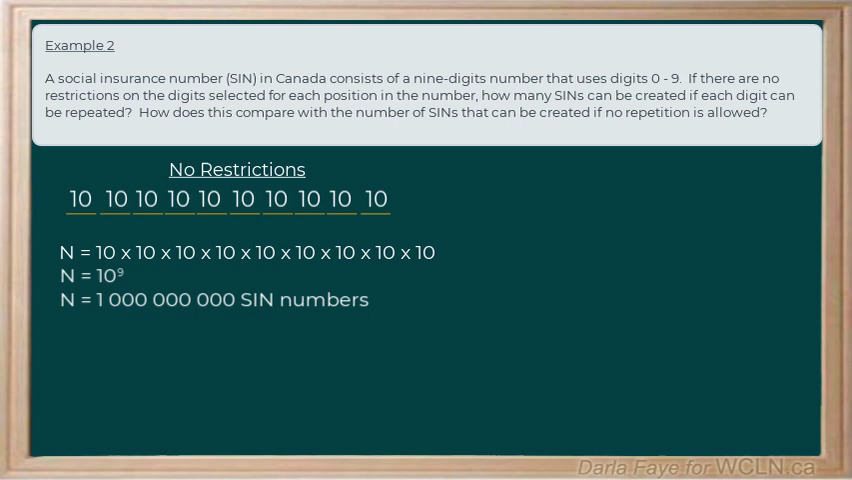 Example 2
A social insurance number (SIN) in Canada consists of a nine-digits number that uses digits 0 - 9. If there are no
restrictions on the digits selected for each position in the number, how many SINs can be created if each digit can
be repeated? How does this compare with the number of SINs that can be created if no repetition is allowed?
No Restrictions
10 10 10 10 10 10 10 10 10 10
N = 10 x 10 x 10 x 10 x 10 x 10 x 10 x 10 x 10
N = 10⁹
N = 1 000 000 000 SIN numbers
Darla Faye for WCLN.ca